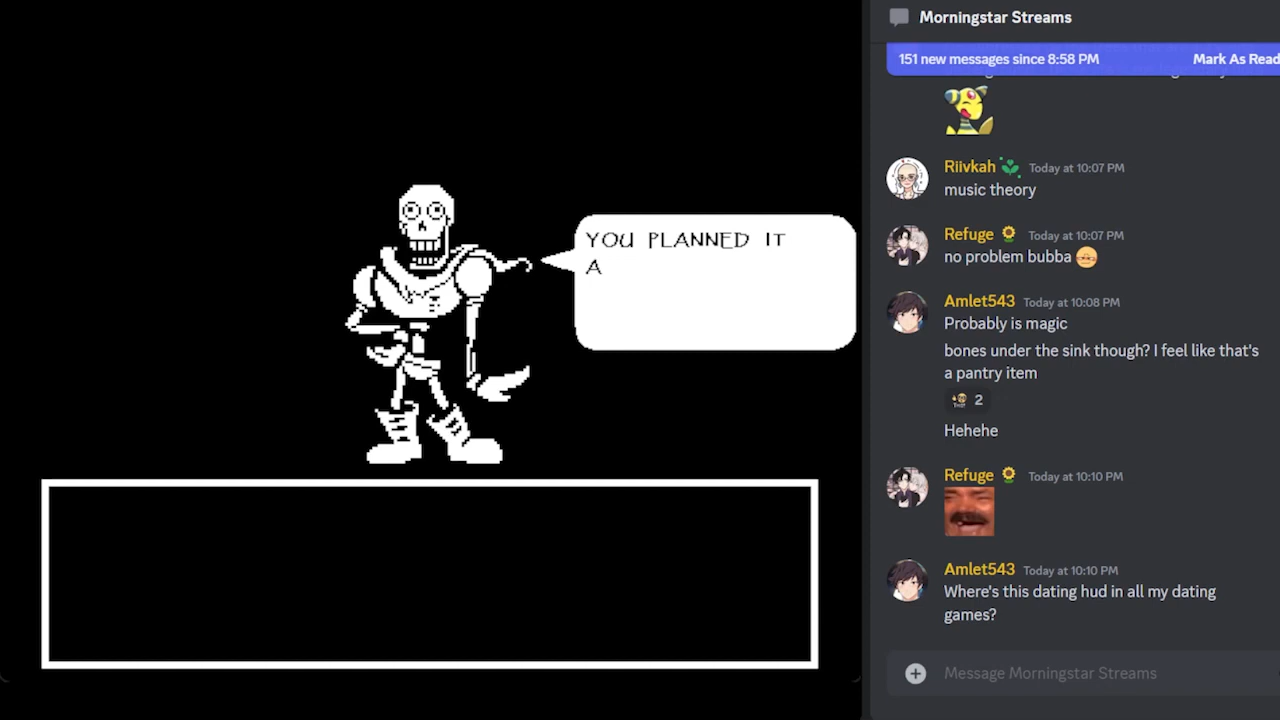 YOU PLANNED IT
A
Morningstar Streams
151 new messages since 8:58 PM
Mark As Read
Riivkah Today at 10:07 PM
music theory
Refuge Today at 10:07 PM
no problem bubba
Amlet543 Today at 10:08 PM
Probably is magic
bones under the sink though? I feel like that's
a pantry item
2
Hehehe
Refuge Today at 10:10 PM
Amlet543 Today at 10:10 PM
Where's this dating hud in all my dating
games?
Message Morningstar Streams